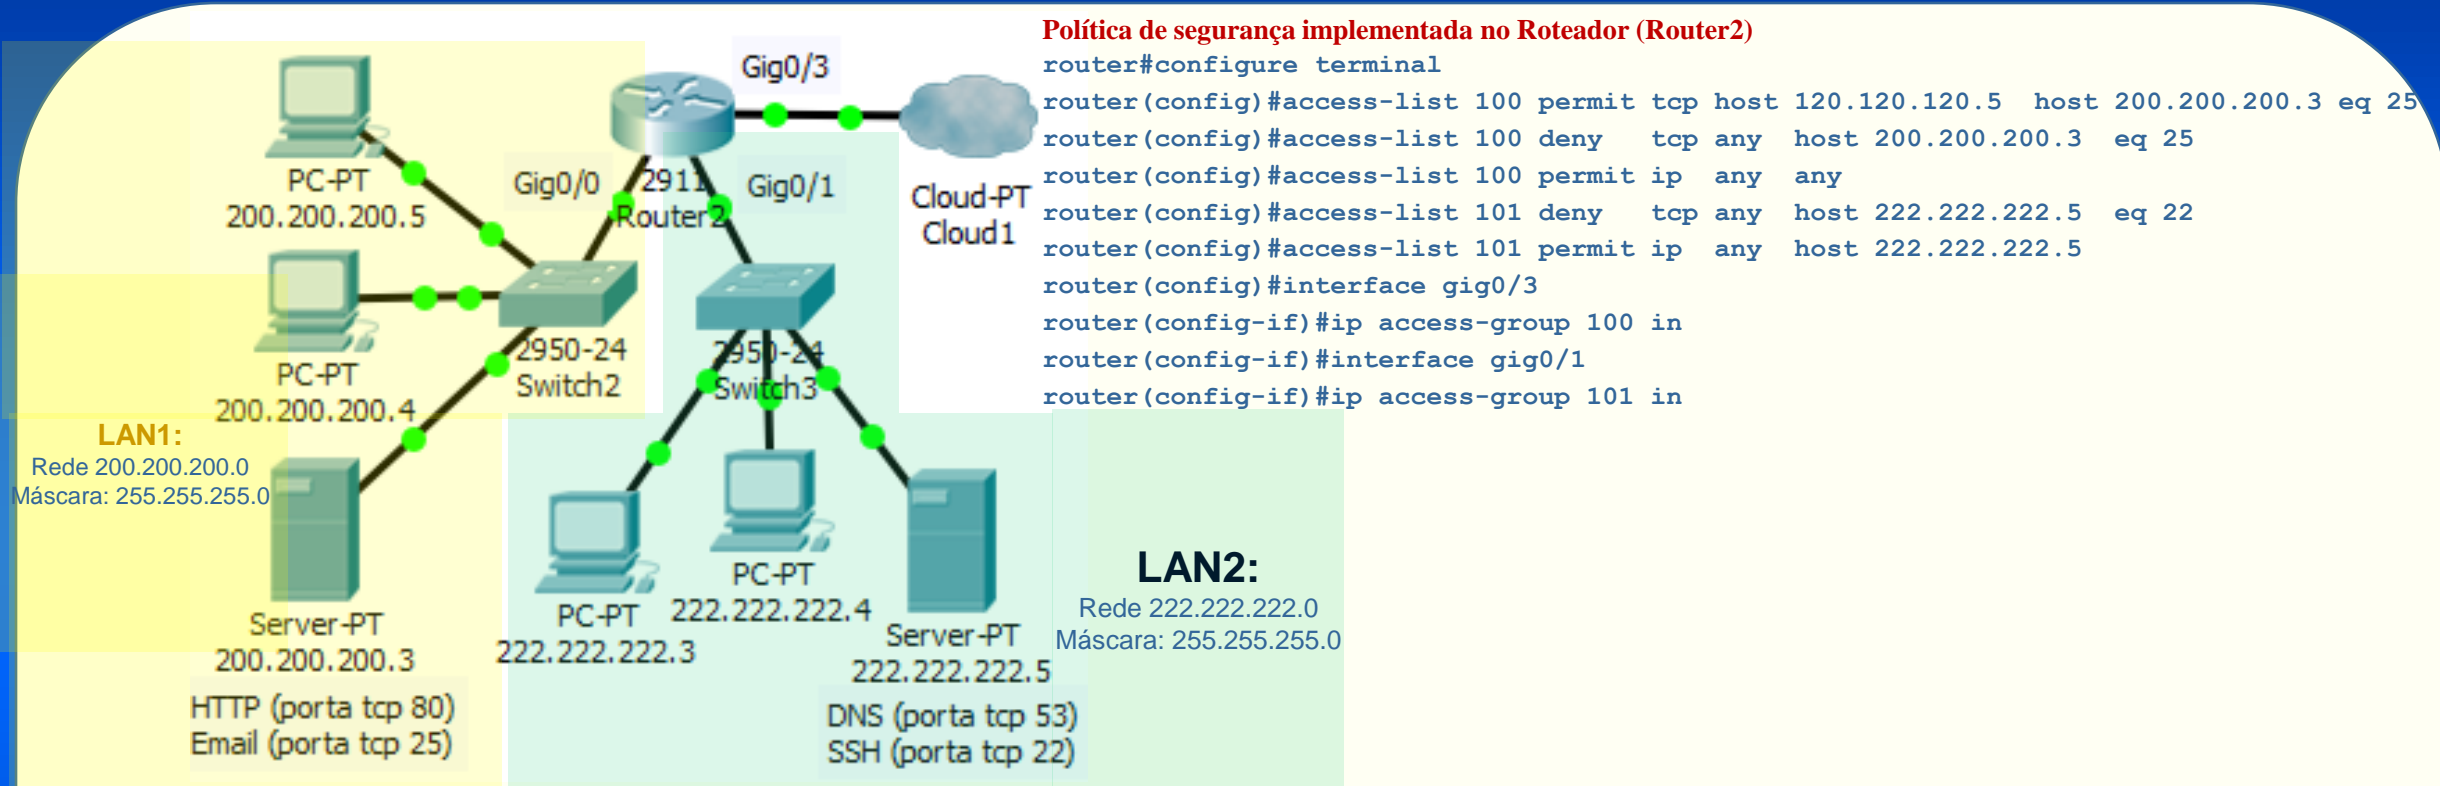 Política de segurança implementada no Roteador (Router2)
router#configure terminal
router(config)#access-list 100 permit tcp host 120.120.120.5 host 200.200.200.3 eq 25
router(config)#access-list 100 deny tcp any host 200.200.200.3 eq 25
router(config)#access-list 100 permit ip any any
router(config)#access-list 101 deny tcp any host 222.222.222.5 eq 22
router(config)#access-list 101 permit ip any host 222.222.222.5
router(config)#interface gig0/3
router(config-if)#ip access-group 100 in
router(config-if)#interface gig0/1
router(config-if)#ip access-group 101 in
Gig0/3
Gig0/0
2911
Router2
Gig0/1
Cloud-PT
Cloud1
PC-PT
200.200.200.5
PC-PT
200.200.200.4
2950-24
Switch2
2950-24
Switch3
LAN1:
Rede 200.200.200.0
Máscara: 255.255.255.0
Server-PT
200.200.200.3
HTTP (porta tcp 80)
Email (porta tcp 25)
PC-PT
222.222.222.3
PC-PT
222.222.222.4
Server-PT
222.222.222.5
DNS (porta tcp 53)
SSH (porta tcp 22)
LAN2:
Rede 222.222.222.0
Máscara: 255.255.255.0